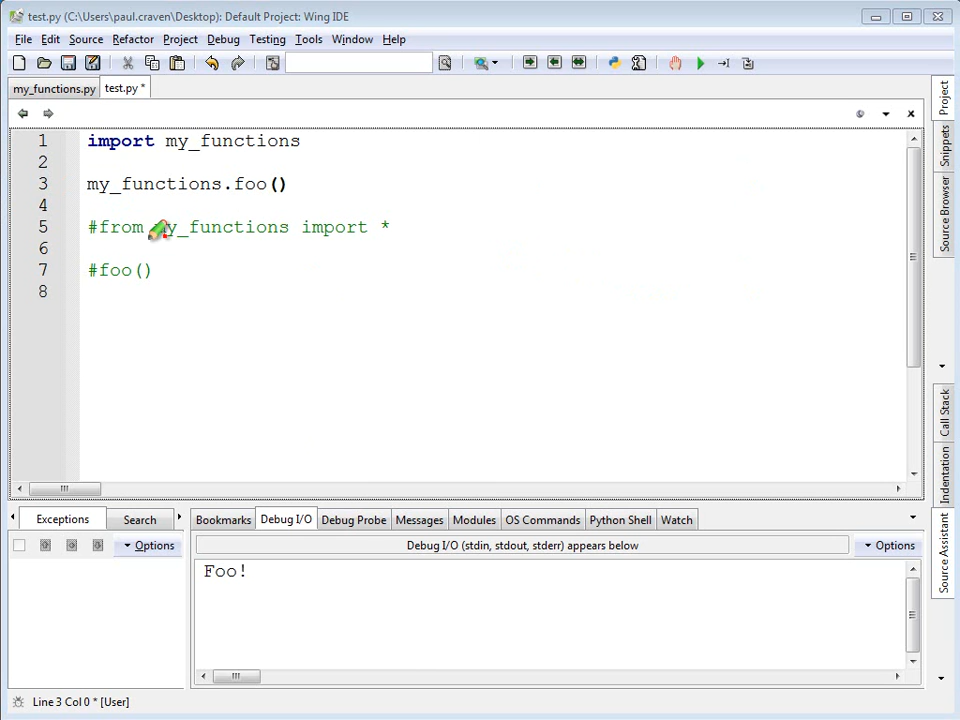 test.py (C:\Users\paul.craven\Desktop): Default Project: Wing IDE
File Edit Source Refactor Project Debug Testing Tools Window Help
my_functions.py test.py *
Project
Snippets
Source Browser
Call Stack
Indentation
Source Assistant
1 import my_functions
2
3 my_functions.foo()
4
5 #from my_functions import *
6
7 #foo()
8
Exceptions Search
Options
Bookmarks Debug I/O Debug Probe Messages Modules OS Commands Python Shell Watch
Debug I/O (stdin, stdout, stderr) appears below
Options
Foo!
Line 3 Col 0 * [User]